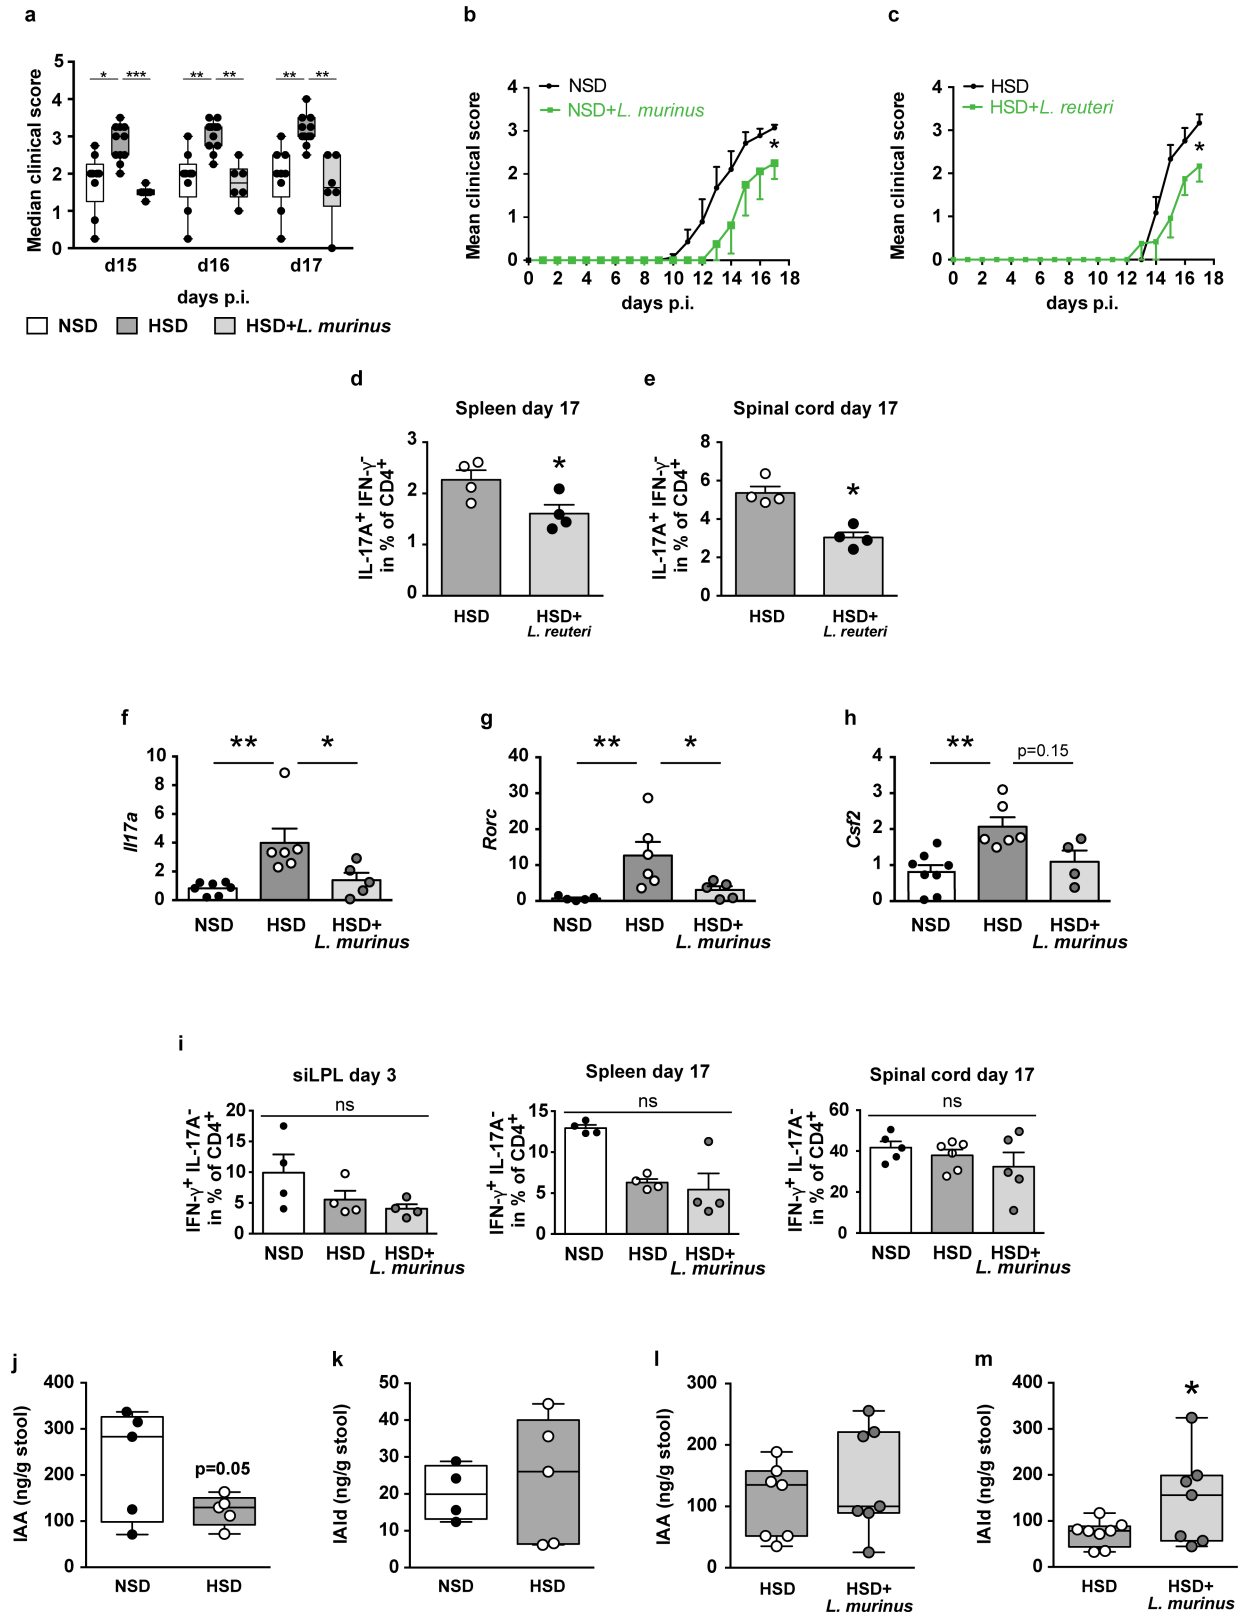 a
Median clinical score
5
4
3
2
1
0
* *** ** ** ** **
d15 d16 d17
days p.i.
NSD HSD HSD+L. murinus
b
Mean clinical score
4
3
2
1
0
NSD
NSD+L. murinus
*
0 2 4 6 8 10 12 14 16 18
days p.i.
c
Mean clinical score
4
3
2
1
0
HSD
HSD+L. reuteri
*
0 2 4 6 8 10 12 14 16 18
days p.i.
d
Spleen day 17
IL-17A+ IFN-γ-
in % of CD4+
3
2
1
0
*
HSD HSD+
L. reuteri
e
Spinal cord day 17
IL-17A+ IFN-γ-
in % of CD4+
8
6
4
2
0
*
HSD HSD+
L. reuteri
f
Il17a
10
8
6
4
2
0
** *
NSD HSD HSD+
L. murinus
g
Rorc
40
30
20
10
0
** *
NSD HSD HSD+
L. murinus
h
Csf2
4
3
2
1
0
** p=0.15
NSD HSD HSD+
L. murinus
i
siLPL day 3
IFN-γ+ IL-17A-
in % of CD4+
20
15
10
5
0
ns
NSD HSD HSD+
L. murinus
Spleen day 17
IFN-γ+ IL-17A-
in % of CD4+
15
10
5
0
ns
NSD HSD HSD+
L. murinus
Spinal cord day 17
IFN-γ+ IL-17A-
in % of CD4+
60
40
20
0
ns
NSD HSD HSD+
L. murinus
j
IAA (ng/g stool)
400
300
200
100
0
p=0.05
NSD HSD
k
IAld (ng/g stool)
50
40
30
20
10
0
NSD HSD
l
IAA (ng/g stool)
300
200
100
0
HSD HSD+
L. murinus
m
IAld (ng/g stool)
400
300
200
100
0
*
HSD HSD+
L. murinus